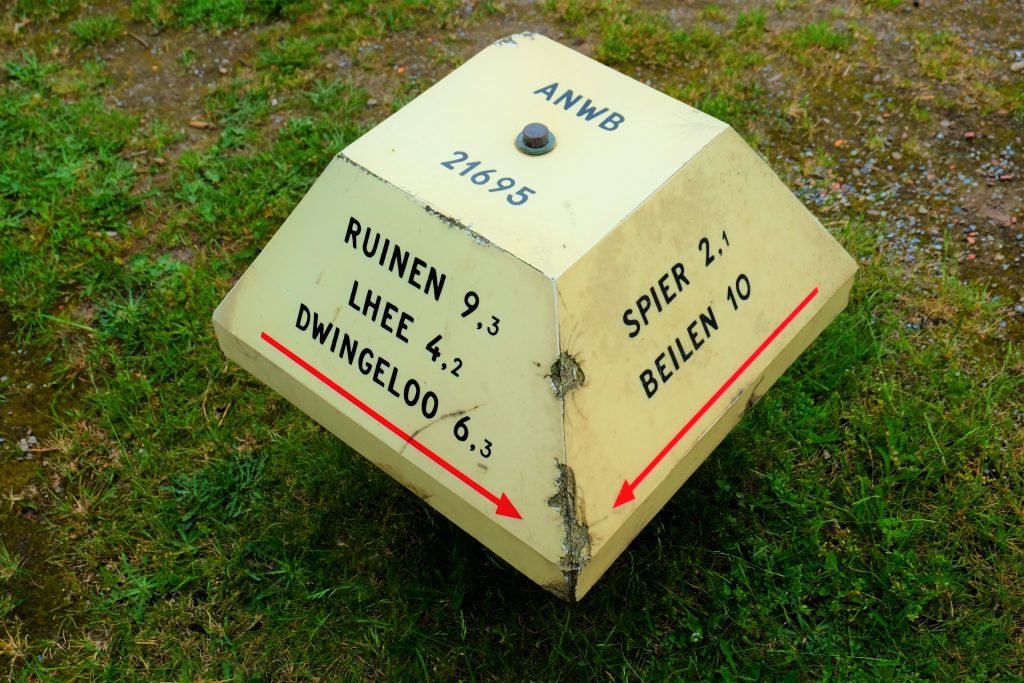 ANWB
21695
RUINEN 9,3
LHEE 4,2
DWINGELOO 6,3
SPIER 2,1
BEILEN 10